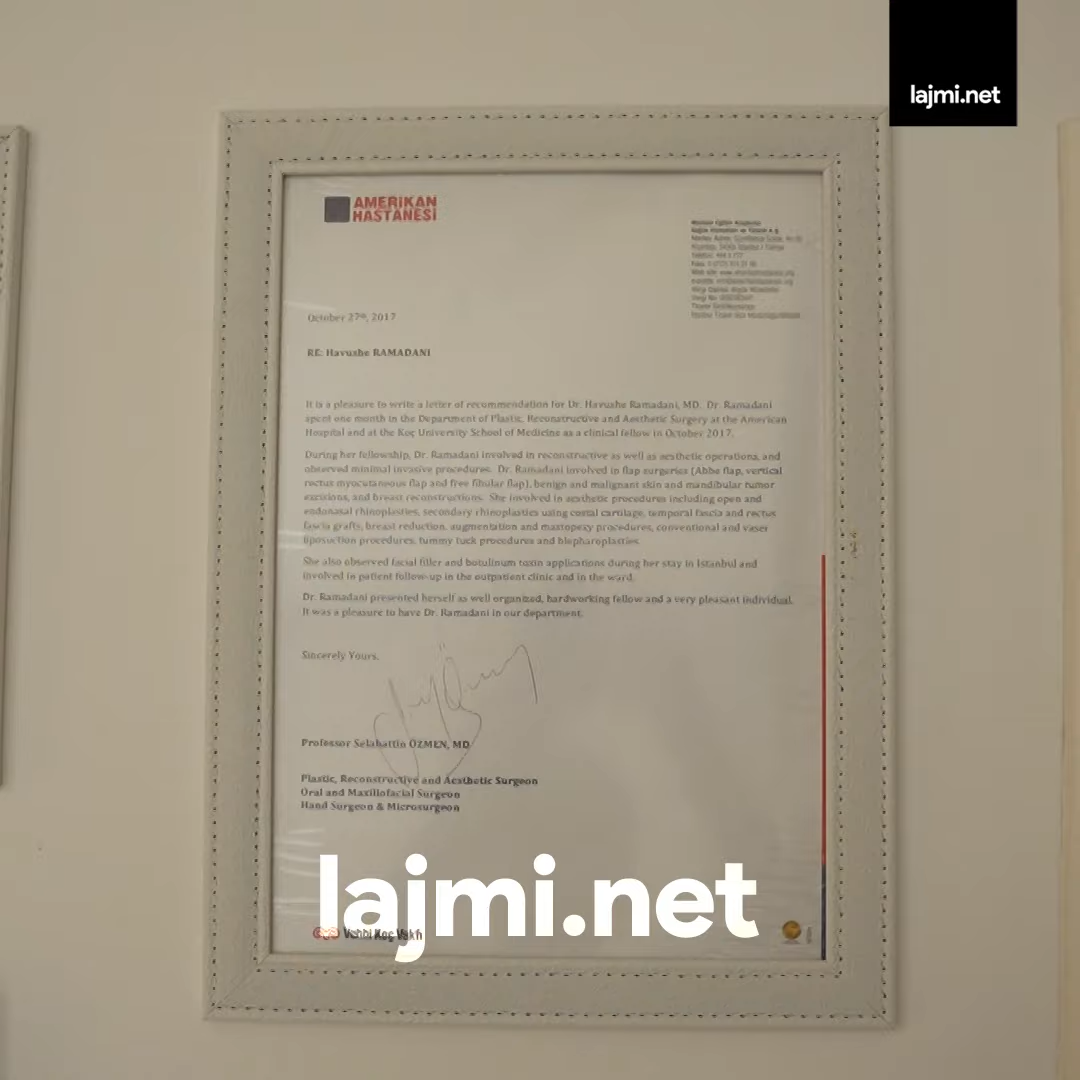 lajmi.net
AMERIKAN
HASTANESİ
October 27th, 2017
RE: Havushe RAMADANI
It is a pleasure to write a letter of recommendation for Dr. Havushe Ramadani, MD. Dr. Ramadani
spent one month in the Department of Plastic, Reconstructive and Aesthetic Surgery at the American
Hospital and at the Koç University School of Medicine as a clinical fellow in October 2017.
During her fellowship, Dr. Ramadani involved in reconstructive as well as aesthetic operations, and
observed minimal invasive procedures. Dr. Ramadani involved in flap surgeries (Abbe flap, vertical
rectus myocutaneous flap and free fibular flap), benign and malignant skin and mandibular tumor
excisions, and breast reconstructions. She involved in aesthetic procedures including open and
endonasal rhinoplasties, secondary rhinoplasties using costal cartilage, temporal fascia and rectus
fascia grafts, breast reduction, augmentation and mastopexy procedures, conventional and vaser
liposuction procedures, tummy tuck procedures and blepharoplasties.
She also observed facial filler and botulinum toxin applications during her stay in Istanbul and
involved in patient follow-up in the outpatient clinic and in the ward.
Dr. Ramadani presented herself as well organized, hardworking fellow and a very pleasant individual.
It was a pleasure to have Dr. Ramadani in our department.
Sincerely Yours,
Professor Selahattin ÖZMEN, MD
Plastic, Reconstructive and Aesthetic Surgeon
Oral and Maxillofacial Surgeon
Hand Surgeon & Microsurgeon
lajmi.net
Vehbi Koç Vakfı